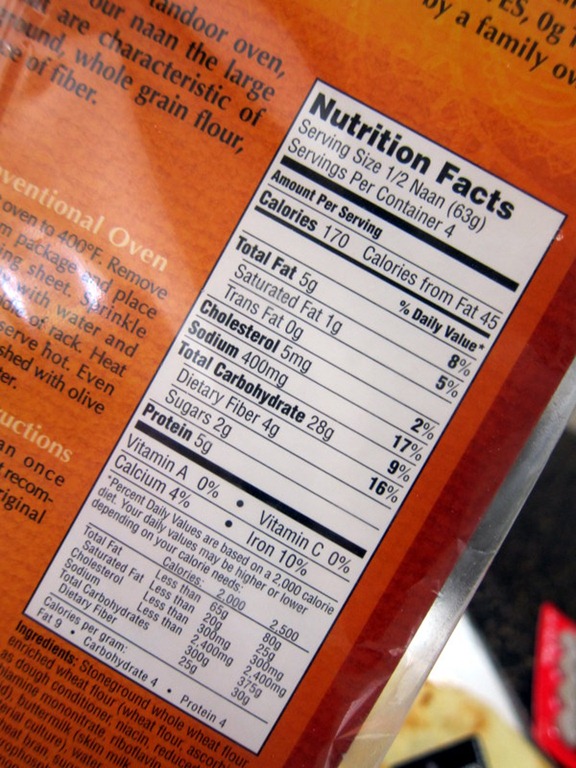 tandoor oven,
our naan the large
are characteristic of
whole grain flour,
of fiber.
ES, 0g
by a family
Oven
oven to 400°F. Remove
package and place
sheet. Sprinkle
with water and
of rack. Heat
serve hot. Even
with olive
once
Nutrition Facts
Serving Size 1/2 Naan (63g)
Servings Per Container 4
Amount Per Serving
Calories 170 Calories from Fat 45
% Daily Value*
Total Fat 5g 8%
Saturated Fat 1g 5%
Trans Fat 0g
Cholesterol 5mg 2%
Sodium 400mg 17%
Total Carbohydrate 28g 9%
Dietary Fiber 4g 16%
Sugars 2g
Protein 5g
Vitamin A 0% • Vitamin C 0%
Calcium 4% • Iron 10%
*Percent Daily Values are based on a 2,000 calorie
diet. Your daily values may be higher or lower
depending on your calorie needs:
Calories: 2,000 2,500
Total Fat Less than 65g 80g
Saturated Fat Less than 20g 25g
Cholesterol Less than 300mg 300mg
Sodium Less than 2,400mg 2,400mg
Total Carbohydrates 300g 375g
Dietary Fiber 25g 30g
Calories per gram:
Fat 9 • Carbohydrate 4 • Protein 4
Ingredients: Stoneground whole wheat flour
enriched wheat flour (wheat flour,
as dough conditioner, niacin, reduced
mononitrate, riboflavin
buttermilk (skim milk
culture), water